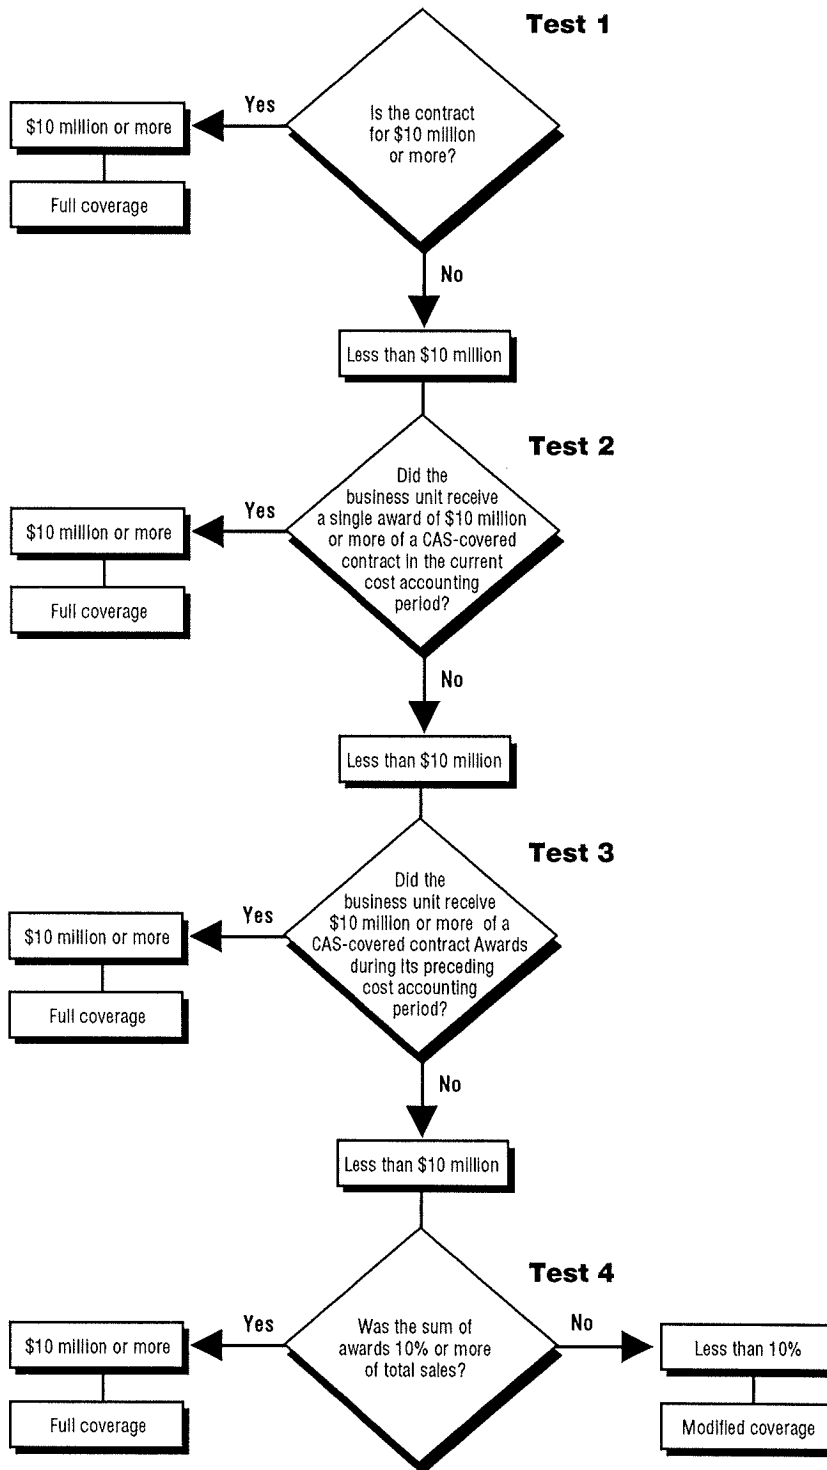 Test 1
Is the contract
for $10 million
or more?
Yes
$10 million or more
Full coverage
No
Less than $10 million
Test 2
Did the
business unit receive
a single award of $10 million
or more of a CAS-covered
contract in the current
cost accounting
period?
Yes
$10 million or more
Full coverage
No
Less than $10 million
Test 3
Did the
business unit receive
$10 million or more of a
CAS-covered contract Awards
during its preceding
cost accounting
period?
Yes
$10 million or more
Full coverage
No
Less than $10 million
Test 4
Was the sum of
awards 10% or more
of total sales?
Yes
$10 million or more
Full coverage
No
Less than 10%
Modified coverage